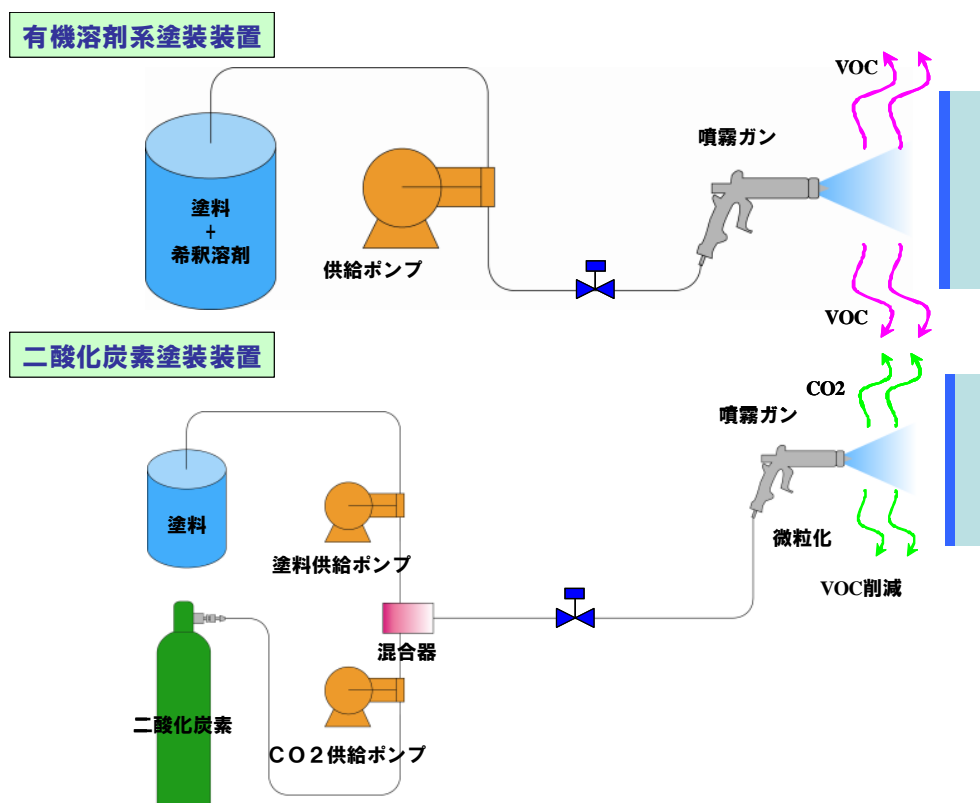 有機溶剤系塗装装置
VOC
噴霧ガン
塗料
+
希釈溶剤
供給ポンプ
VOC
二酸化炭素塗装装置
CO2
噴霧ガン
塗料
微粒化
塗料供給ポンプ
VOC削減
混合器
二酸化炭素
CO2供給ポンプ